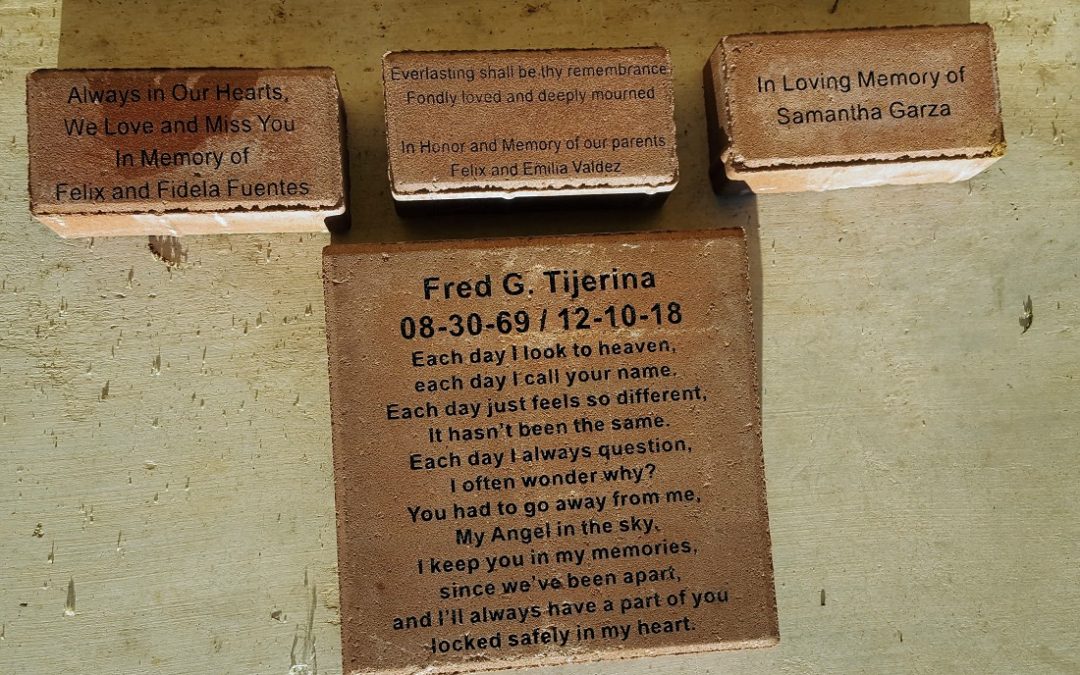 Always in Our Hearts,
We Love and Miss You
In Memory of
Felix and Fidela Fuentes
Everlasting shall be thy remembrance
Fondly loved and deeply mourned
In Honor and Memory of our parents
Felix and Emilia Valdez
In Loving Memory of
Samantha Garza
Fred G. Tijerina
08-30-69 / 12-10-18
Each day I look to heaven,
each day I call your name.
Each day just feels so different,
It hasn't been the same.
Each day I always question,
I often wonder why?
You had to go away from me,
My Angel in the sky.
I keep you in my memories,
since we've been apart,
and I'll always have a part of you
locked safely in my heart.